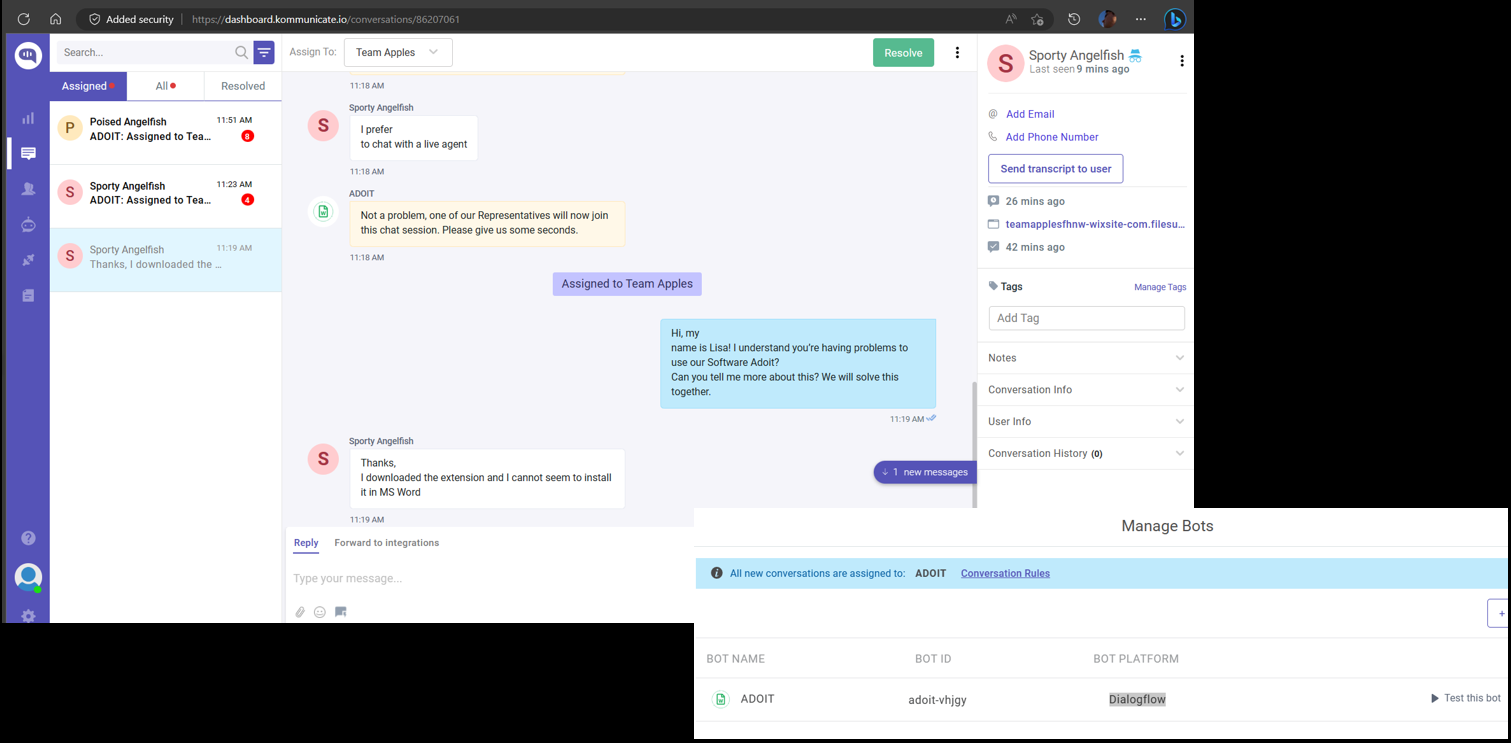 Added security
https://dashboard.kommunicate.io/conversations/86207061
Search...
Assigned
All
Resolved
P
Poised Angelfish
11:51 AM
ADOIT: Assigned to Tea...
8
S
Sporty Angelfish
11:23 AM
ADOIT: Assigned to Tea...
4
S
Sporty Angelfish
11:19 AM
Thanks, I downloaded the ...
Assign To:
Team Apples
Resolve
11:18 AM
Sporty Angelfish
S
I prefer
to chat with a live agent
11:18 AM
ADOIT
Not a problem, one of our Representatives will now join
this chat session. Please give us some seconds.
11:18 AM
Assigned to Team Apples
Hi, my
name is Lisa! I understand you're having problems to
use our Software Adoit?
Can you tell me more about this? We will solve this
together.
11:19 AM
Sporty Angelfish
S
Thanks,
I downloaded the extension and I cannot seem to install
it in MS Word
11:19 AM
1 new messages
Reply
Forward to integrations
Type your message...
S
Sporty Angelfish
Last seen 9 mins ago
@ Add Email
Add Phone Number
Send transcript to user
26 mins ago
teamapplesfhnw-wixsite-com.filesu...
42 mins ago
Tags
Manage Tags
Add Tag
Notes
Conversation Info
User Info
Conversation History (0)
Manage Bots
All new conversations are assigned to: ADOIT Conversation Rules
+
BOT NAME
BOT ID
BOT PLATFORM
ADOIT
adoit-vhjgy
Dialogflow
Test this bot